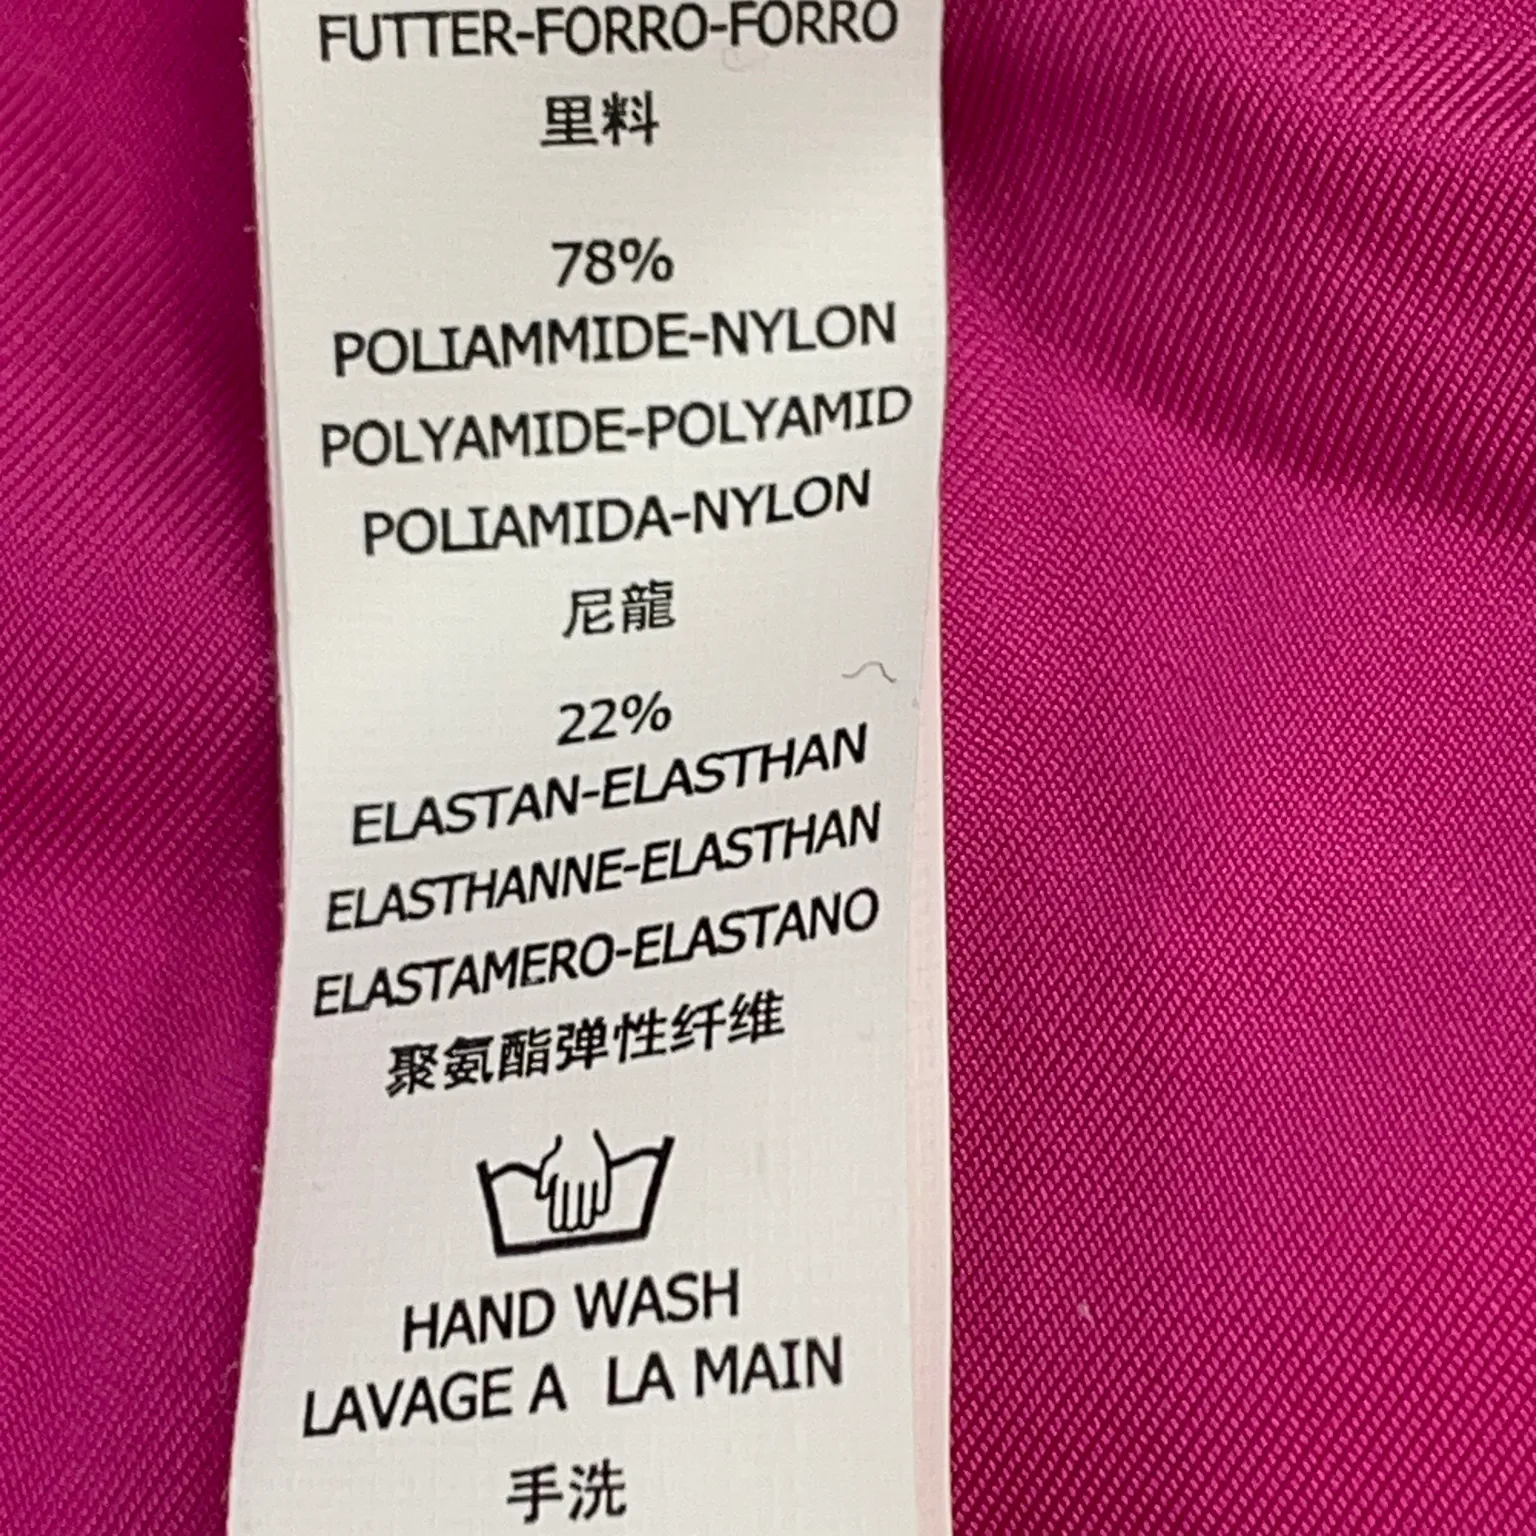 FUTTER-FORRO-FORRO
里料
78%
POLIAMMIDE-NYLON
POLYAMIDE-POLYAMID
POLIAMIDA-NYLON
尼龍
22%
ELASTAN-ELASTHAN
ELASTHANNE-ELASTHAN
ELASTAMERO-ELASTANO
聚氨酯弹性纤维
HAND WASH
LAVAGE A LA MAIN
手洗